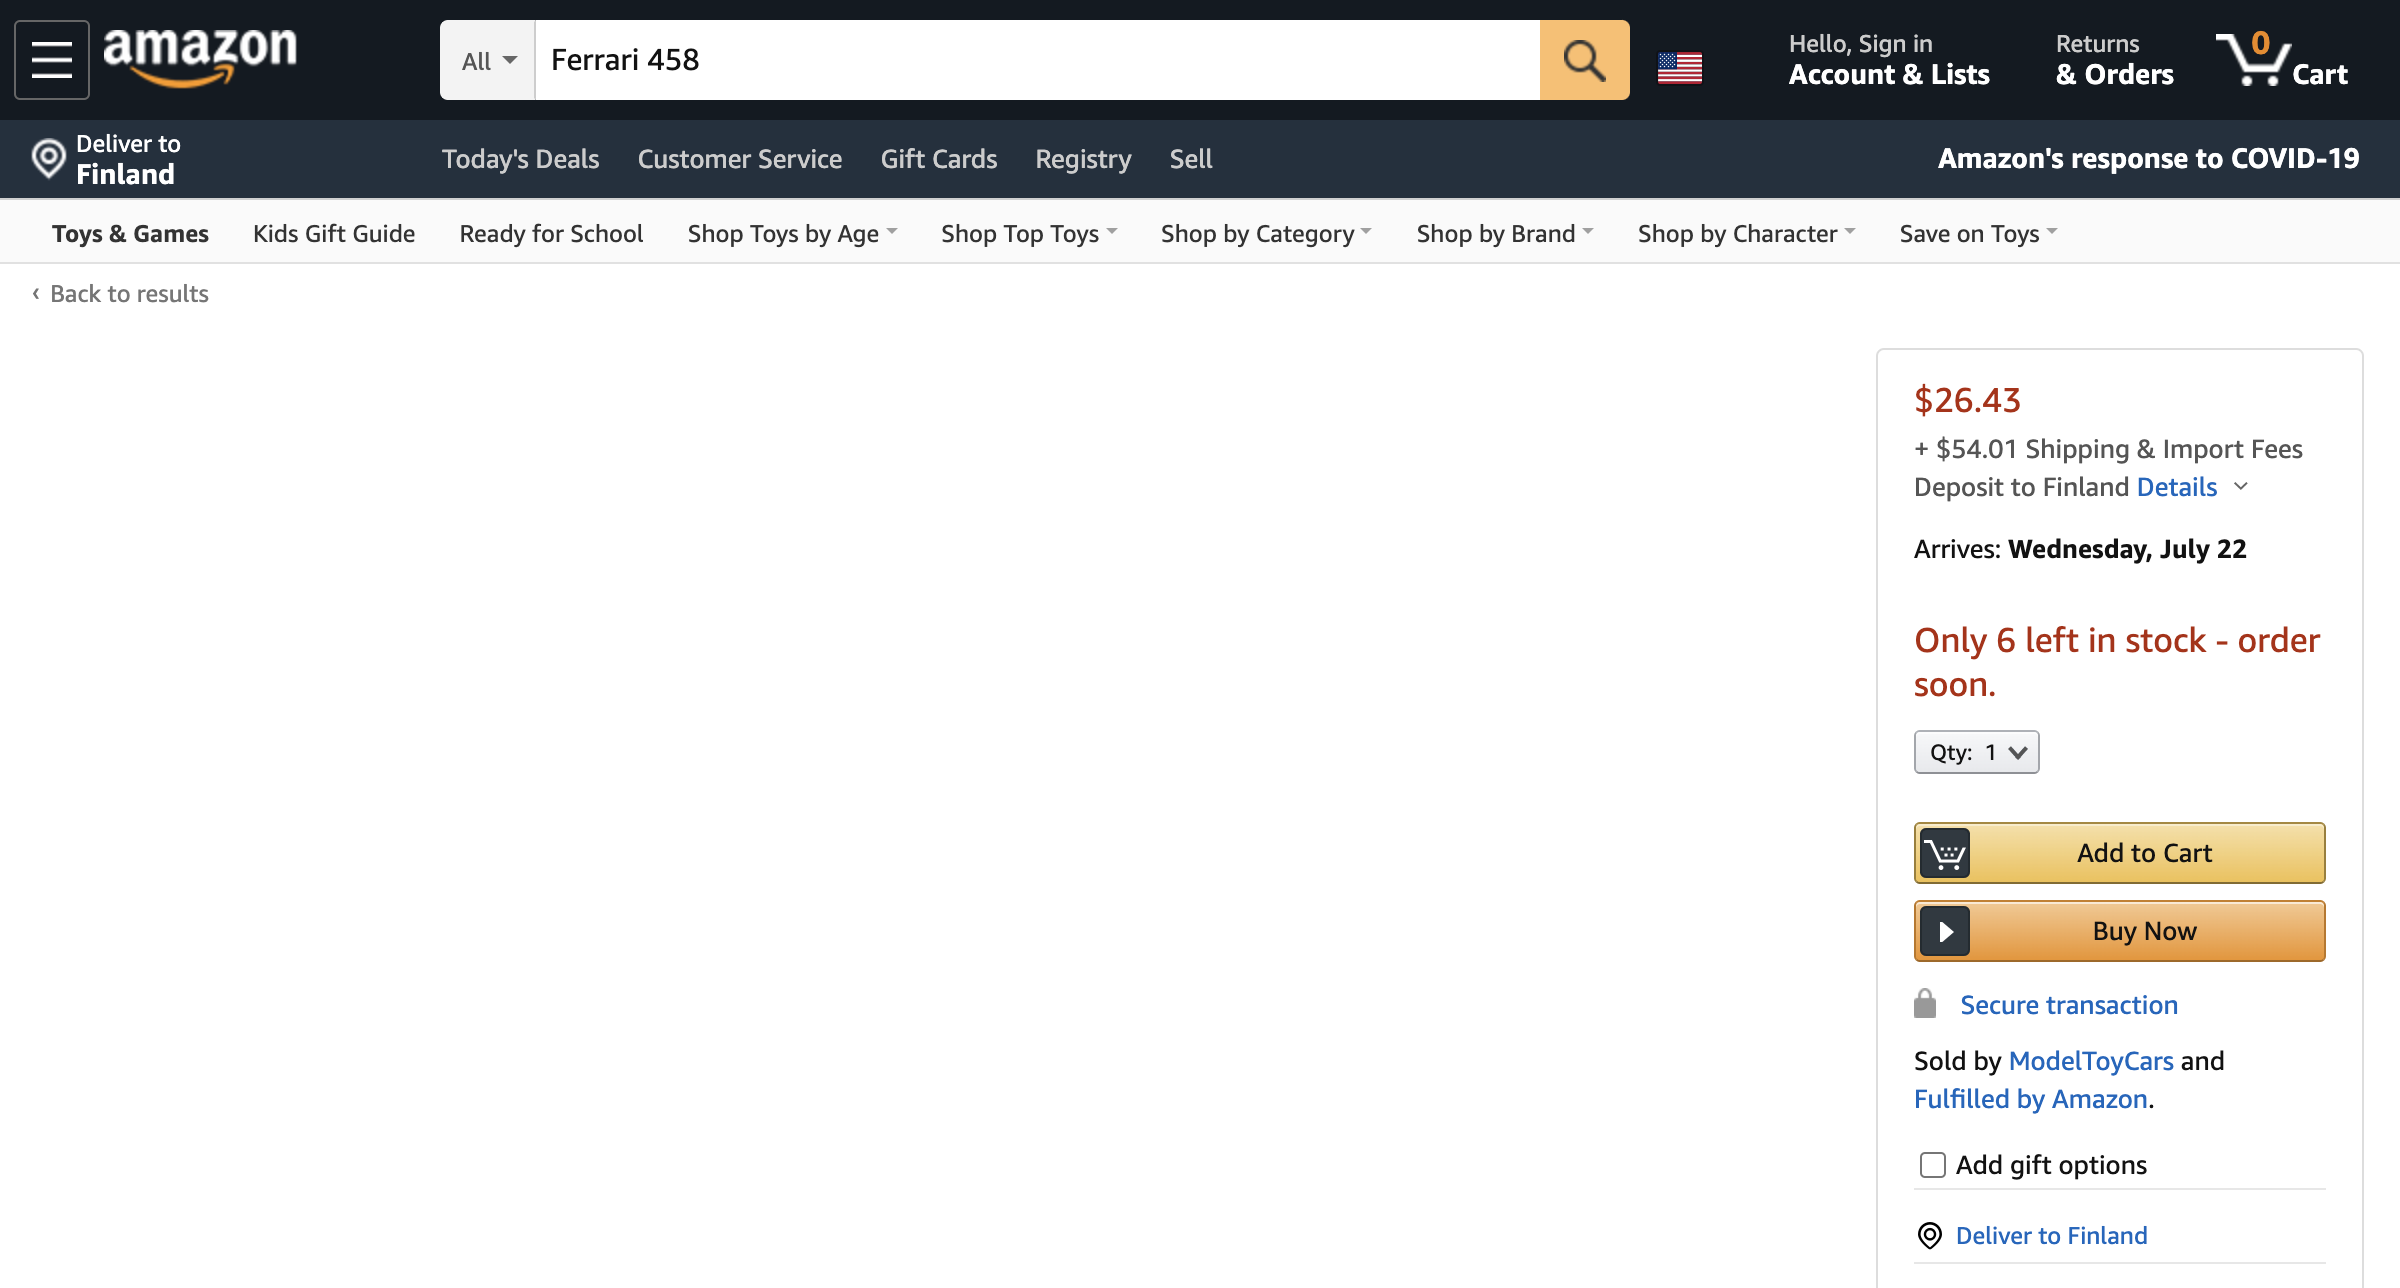 amazon
All
Ferrari 458
Hello, Sign in
Account & Lists
Returns
& Orders
0
Cart
Deliver to
Finland
Today's Deals
Customer Service
Gift Cards
Registry
Sell
Amazon's response to COVID-19
Toys & Games
Kids Gift Guide
Ready for School
Shop Toys by Age
Shop Top Toys
Shop by Category
Shop by Brand
Shop by Character
Save on Toys
‹ Back to results
$26.43
+ $54.01 Shipping & Import Fees
Deposit to Finland Details
Arrives: Wednesday, July 22
Only 6 left in stock - order
soon.
Qty: 1
Add to Cart
Buy Now
Secure transaction
Sold by ModelToyCars and
Fulfilled by Amazon.
Add gift options
Deliver to Finland